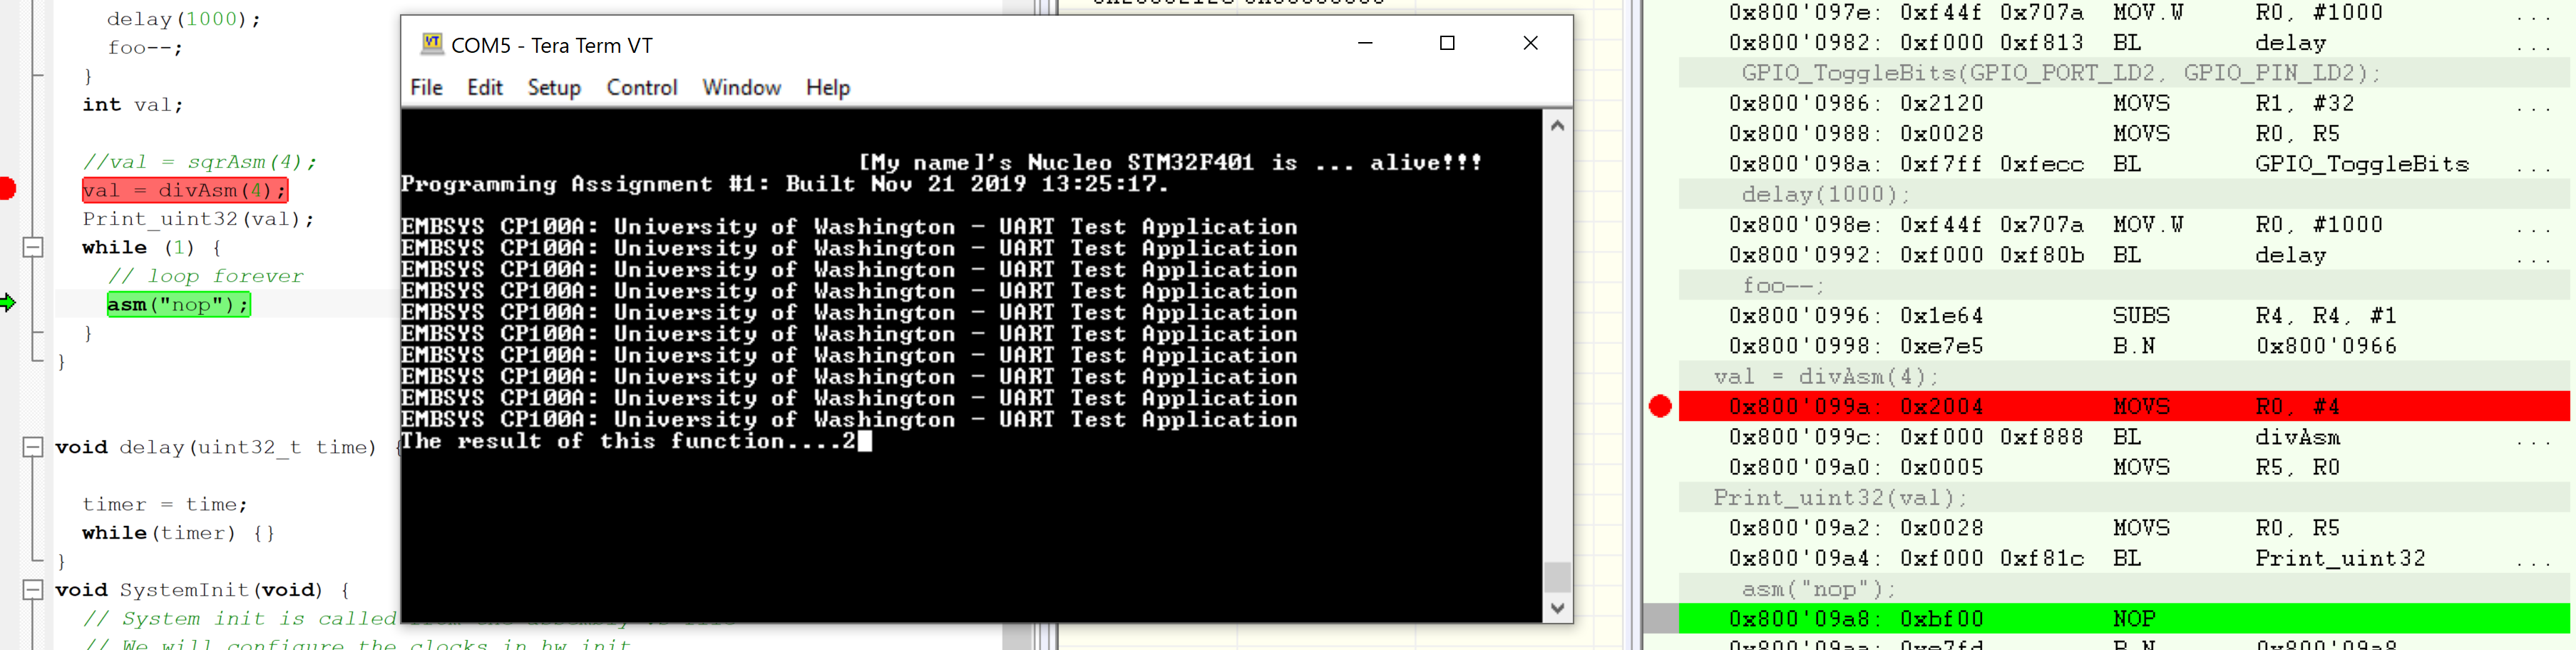 delay(1000);
foo--;
}
int val;
//val = sqrAsm(4);
val = divAsm(4);
Print_uint32(val);
while (1) {
// loop forever
asm("nop");
}
}
void delay(uint32_t time) {
timer = time;
while(timer) {}
}
void SystemInit(void) {
// System init is called
// We will configure the clocks in hw init
COM5 - Tera Term VT
File Edit Setup Control Window Help
[My name]'s Nucleo STM32F401 is ... alive!!!
Programming Assignment #1: Built Nov 21 2019 13:25:17.
EMBSYS CP100A: University of Washington - UART Test Application
EMBSYS CP100A: University of Washington - UART Test Application
EMBSYS CP100A: University of Washington - UART Test Application
EMBSYS CP100A: University of Washington - UART Test Application
EMBSYS CP100A: University of Washington - UART Test Application
EMBSYS CP100A: University of Washington - UART Test Application
EMBSYS CP100A: University of Washington - UART Test Application
EMBSYS CP100A: University of Washington - UART Test Application
EMBSYS CP100A: University of Washington - UART Test Application
EMBSYS CP100A: University of Washington - UART Test Application
The result of this function....2
0x800'097e: 0xf44f 0x707a MOV.W R0, #1000 ...
0x800'0982: 0xf000 0xf813 BL delay ...
GPIO_ToggleBits(GPIO_PORT_LD2, GPIO_PIN_LD2);
0x800'0986: 0x2120 MOVS R1, #32 ...
0x800'0988: 0x0028 MOVS R0, R5 ...
0x800'098a: 0xf7ff 0xfecc BL GPIO_ToggleBits ...
delay(1000);
0x800'098e: 0xf44f 0x707a MOV.W R0, #1000 ...
0x800'0992: 0xf000 0xf80b BL delay ...
foo--;
0x800'0996: 0x1e64 SUBS R4, R4, #1
0x800'0998: 0xe7e5 B.N 0x800'0966
val = divAsm(4);
0x800'099a: 0x2004 MOVS R0, #4
0x800'099c: 0xf000 0xf888 BL divAsm ...
0x800'09a0: 0x0005 MOVS R5, R0
Print_uint32(val);
0x800'09a2: 0x0028 MOVS R0, R5
0x800'09a4: 0xf000 0xf81c BL Print_uint32 ...
asm("nop");
0x800'09a8: 0xbf00 NOP
0x800'09aa: 0xe7fd B.N 0x800'09a8